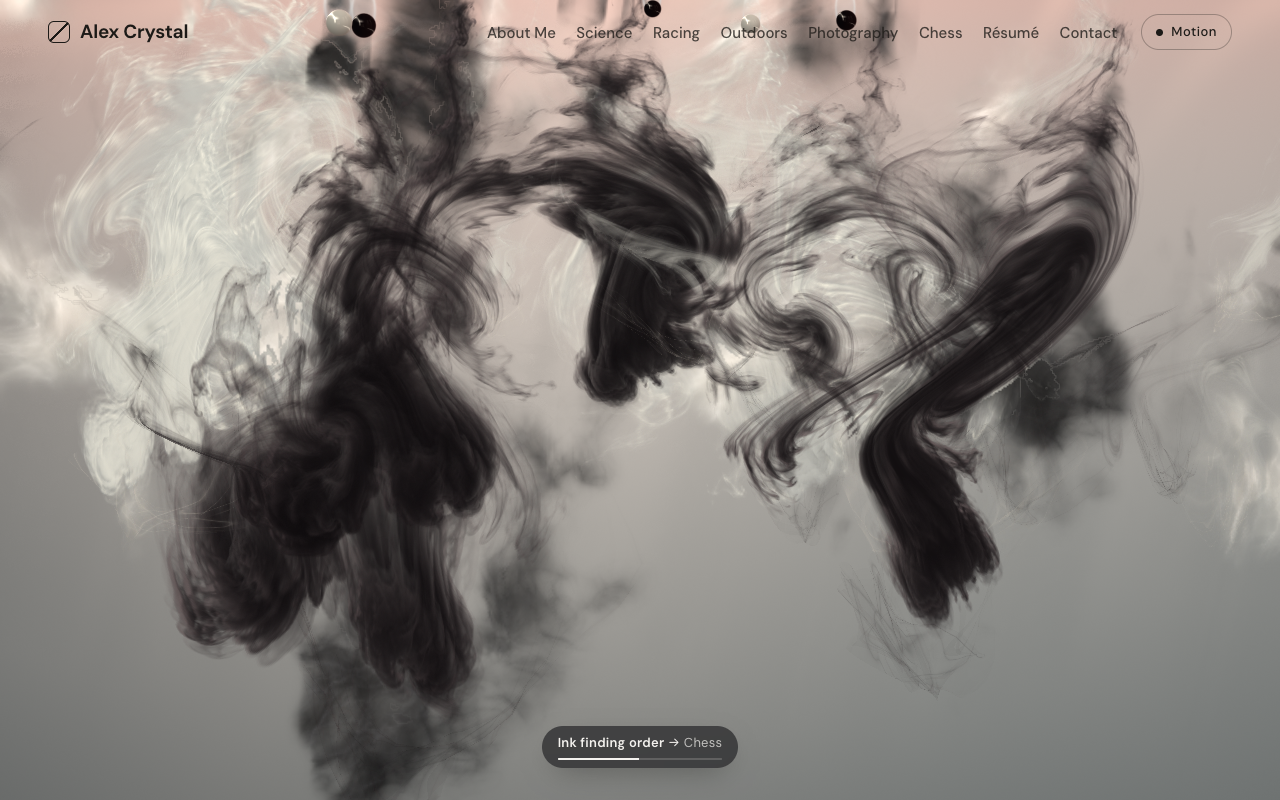 Alex Crystal
About Me
Science
Racing
Outdoors
Photography
Chess
Résumé
Contact
Motion
Ink finding order → Chess